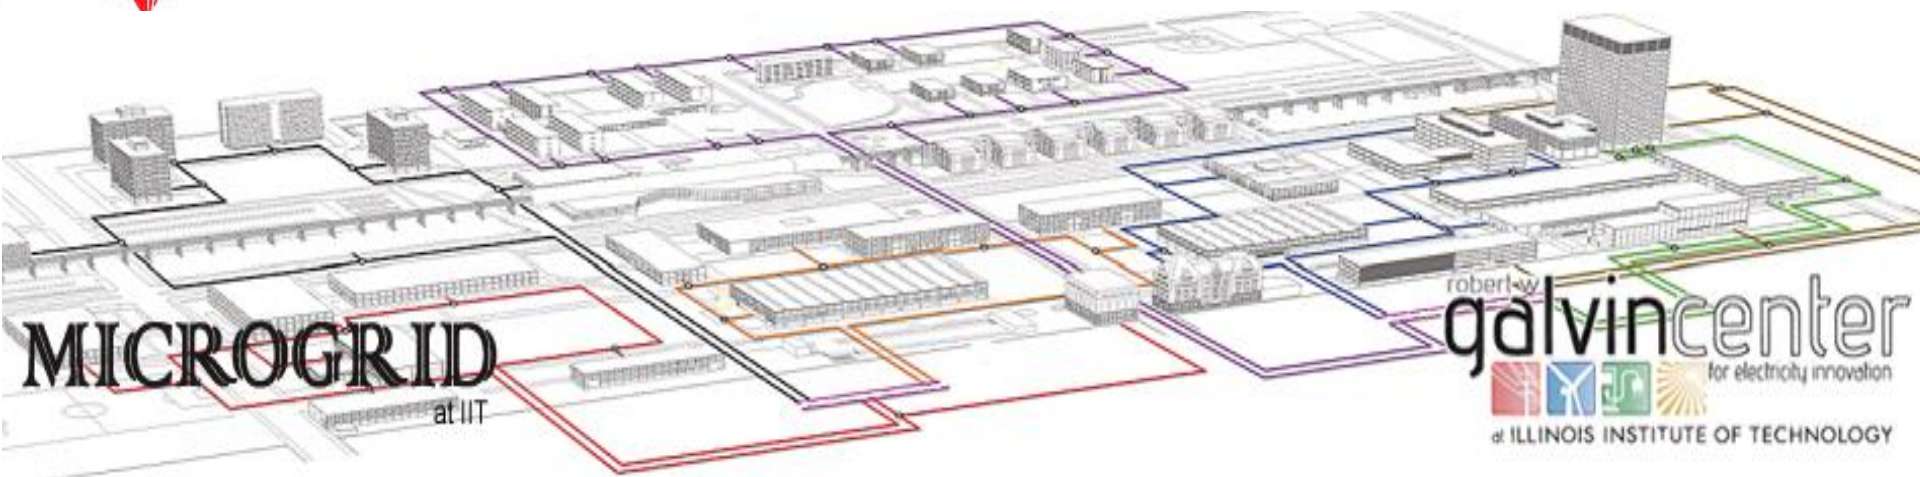 MICROGRID
at IIT
robert w.
galvincenter
for electricity innovation
at ILLINOIS INSTITUTE OF TECHNOLOGY